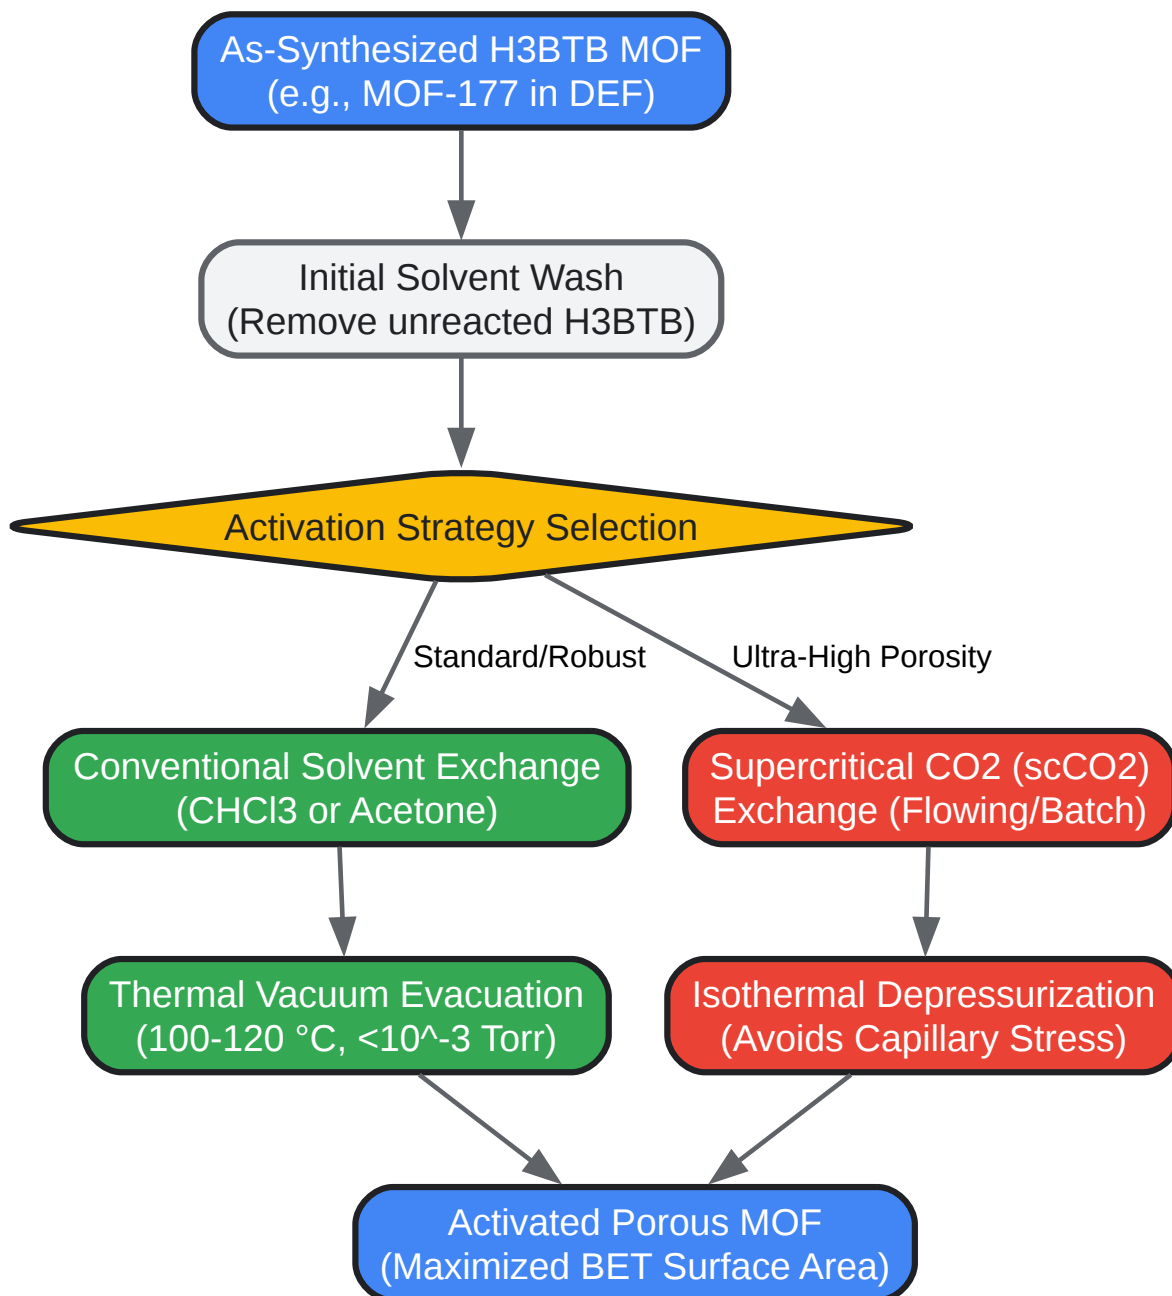 As-Synthesized H3BTB MOF
(e.g., MOF-177 in DEF)
Initial Solvent Wash
(Remove unreacted H3BTB)
Activation Strategy Selection
Standard/Robust
Ultra-High Porosity
Conventional Solvent Exchange
(CHCl3 or Acetone)
Supercritical CO2 (scCO2)
Exchange (Flowing/Batch)
Thermal Vacuum Evacuation
(100-120 °C, <10^-3 Torr)
Isothermal Depressurization
(Avoids Capillary Stress)
Activated Porous MOF
(Maximized BET Surface Area)